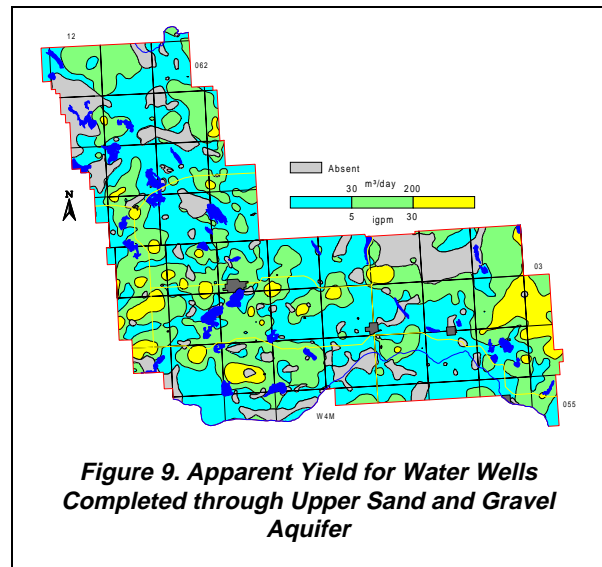 12
062
Absent
m³/day
30 200
5 igpm 30
N
03
W4M
055
Figure 9. Apparent Yield for Water Wells
Completed through Upper Sand and Gravel
Aquifer